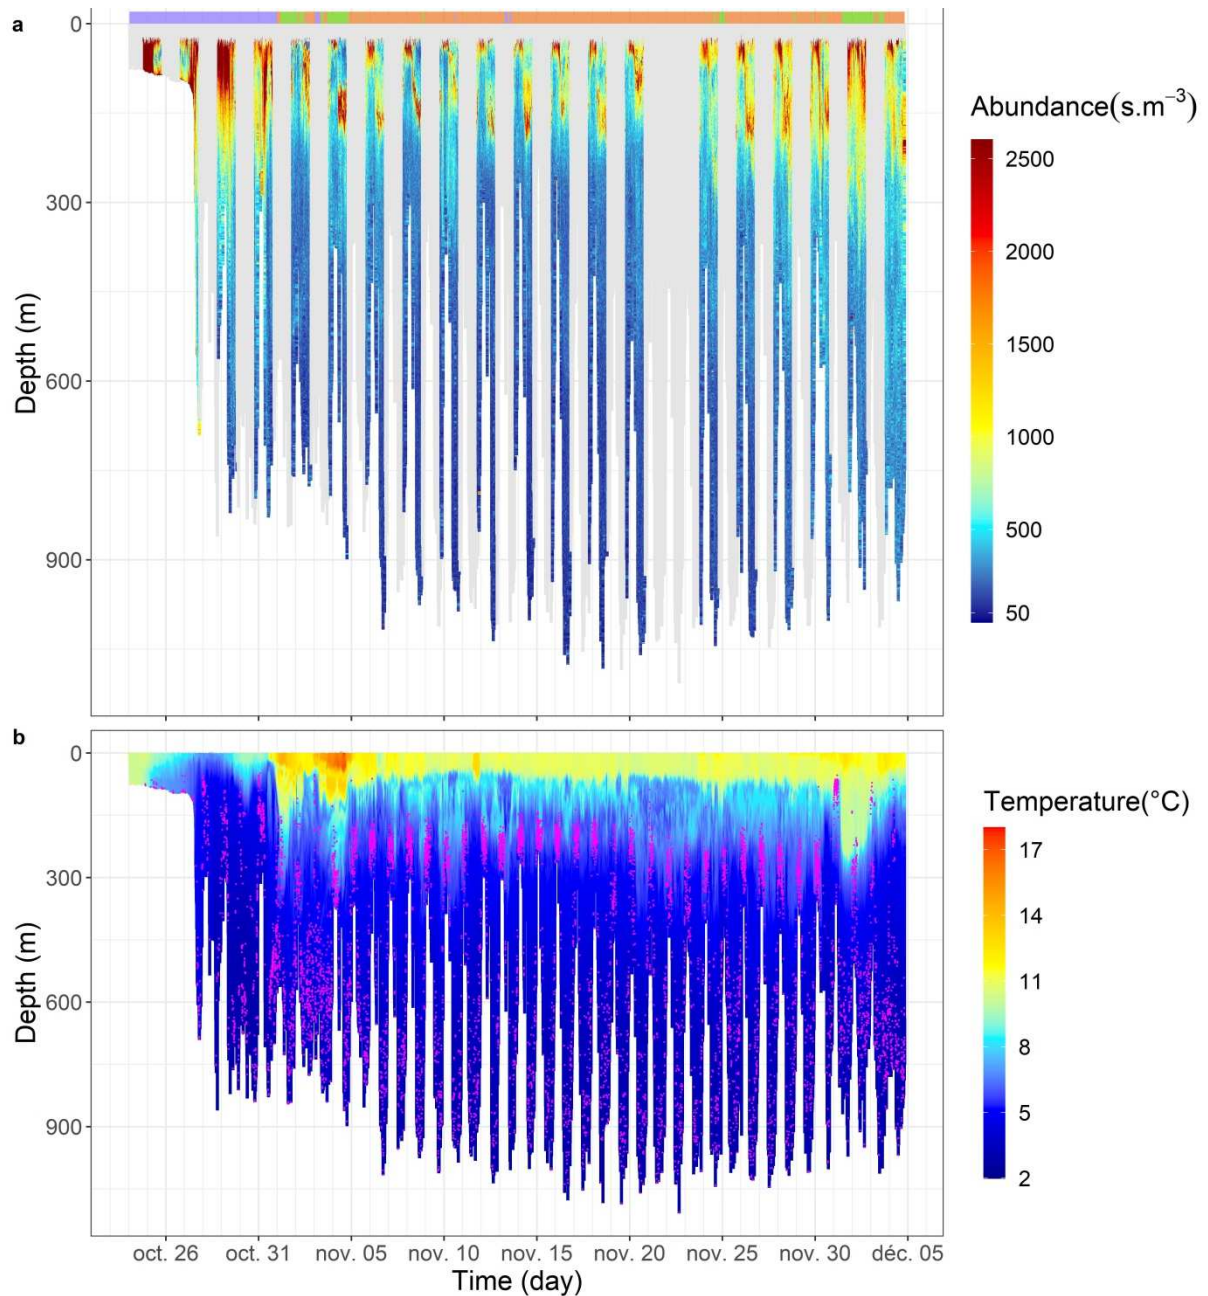 a
0
300
600
900
Depth (m)
Abundance(s.m⁻³)
2500
2000
1500
1000
500
50
b
0
300
600
900
Depth (m)
Temperature(°C)
17
14
11
8
5
2
oct. 26 oct. 31 nov. 05 nov. 10 nov. 15 nov. 20 nov. 25 nov. 30 déc. 05
Time (day)